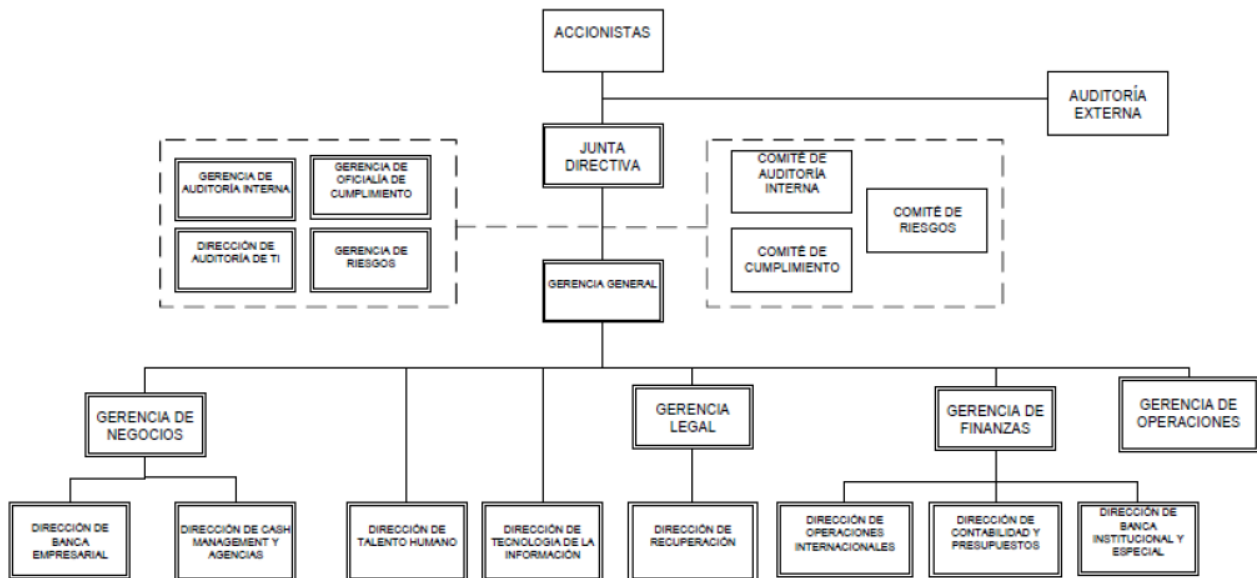 ACCIONISTAS
AUDITORÍA
EXTERNA
JUNTA
DIRECTIVA
GERENCIA DE
AUDITORÍA INTERNA
GERENCIA DE
OFICIALÍA DE
CUMPLIMIENTO
DIRECCIÓN DE
AUDITORÍA DE TI
GERENCIA DE
RIESGOS
COMITÉ DE
AUDITORÍA
INTERNA
COMITÉ DE
RIESGOS
COMITÉ DE
CUMPLIMIENTO
GERENCIA GENERAL
GERENCIA DE
NEGOCIOS
GERENCIA
LEGAL
GERENCIA DE
FINANZAS
GERENCIA DE
OPERACIONES
DIRECCIÓN DE
BANCA
EMPRESARIAL
DIRECCIÓN DE CASH
MANAGEMENT Y
AGENCIAS
DIRECCIÓN DE
TALENTO HUMANO
DIRECCIÓN DE
TECNOLOGIA DE LA
INFORMACIÓN
DIRECCIÓN DE
RECUPERACIÓN
DIRECCIÓN DE
OPERACIONES
INTERNACIONALES
DIRECCIÓN DE
CONTABILIDAD Y
PRESUPUESTOS
DIRECCIÓN DE
BANCA
INSTITUCIONAL Y
ESPECIAL